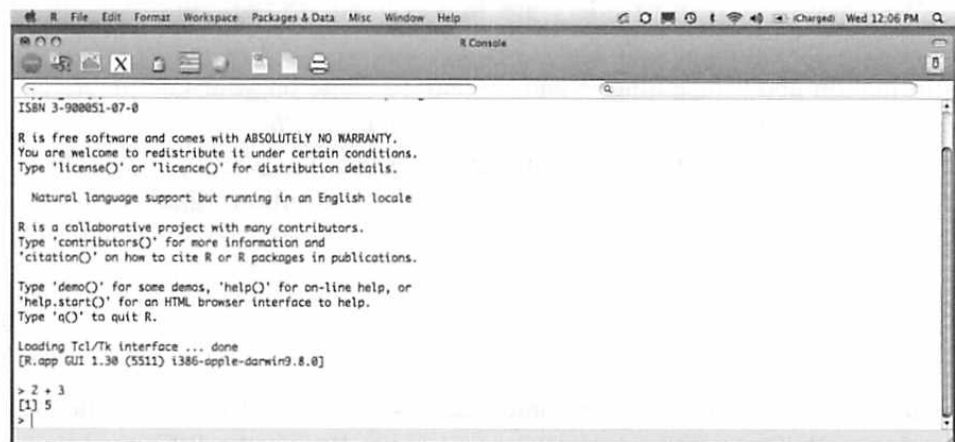 R File Edit Format Workspace Packages & Data Misc Window Help (Charged) Wed 12:06 PM
R Console
ISBN 3-900051-07-0
R is free software and comes with ABSOLUTELY NO WARRANTY.
You are welcome to redistribute it under certain conditions.
Type 'license()' or 'licence()' for distribution details.
Natural language support but running in an English locale
R is a collaborative project with many contributors.
Type 'contributors()' for more information and
'citation()' on how to cite R or R packages in publications.
Type 'demo()' for some demos, 'help()' for on-line help, or
'help.start()' for an HTML browser interface to help.
Type 'q()' to quit R.
Loading Tcl/Tk interface ... done
[R.app GUI 1.30 (5511) i386-apple-darwin9.8.0]
> 2 + 3
[1] 5
>